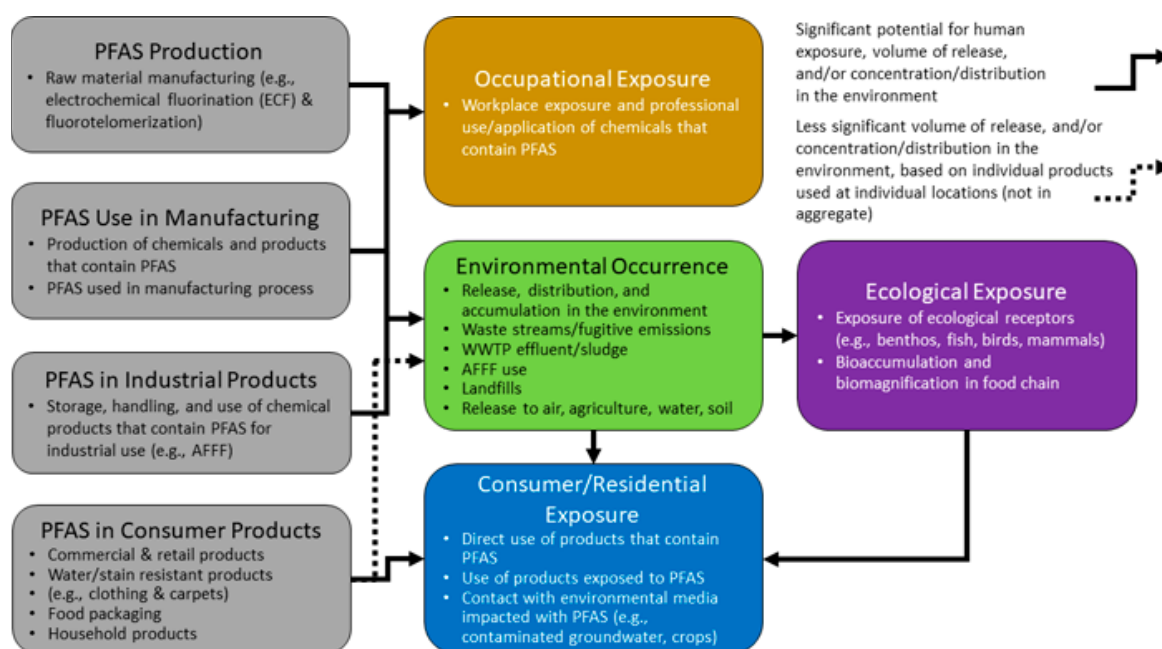 PFAS Production
• Raw material manufacturing (e.g.,
electrochemical fluorination (ECF) &
fluorotelomerization)
PFAS Use in Manufacturing
• Production of chemicals and products
that contain PFAS
• PFAS used in manufacturing process
PFAS in Industrial Products
• Storage, handling, and use of chemical
products that contain PFAS for
industrial use (e.g., AFFF)
PFAS in Consumer Products
• Commercial & retail products
• Water/stain resistant products
• (e.g., clothing & carpets)
• Food packaging
• Household products
Occupational Exposure
• Workplace exposure and professional
use/application of chemicals that
contain PFAS
Environmental Occurrence
• Release, distribution, and
accumulation in the environment
• Waste streams/fugitive emissions
• WWTP effluent/sludge
• AFFF use
• Landfills
• Release to air, agriculture, water, soil
Consumer/Residential
Exposure
• Direct use of products that contain
PFAS
• Use of products exposed to PFAS
• Contact with environmental media
impacted with PFAS (e.g.,
contaminated groundwater, crops)
Significant potential for human
exposure, volume of release,
and/or concentration/distribution
in the environment
Less significant volume of release, and/or
concentration/distribution in the
environment, based on individual products
used at individual locations (not in
aggregate)
Ecological Exposure
• Exposure of ecological receptors
(e.g., benthos, fish, birds, mammals)
• Bioaccumulation and
biomagnification in food chain